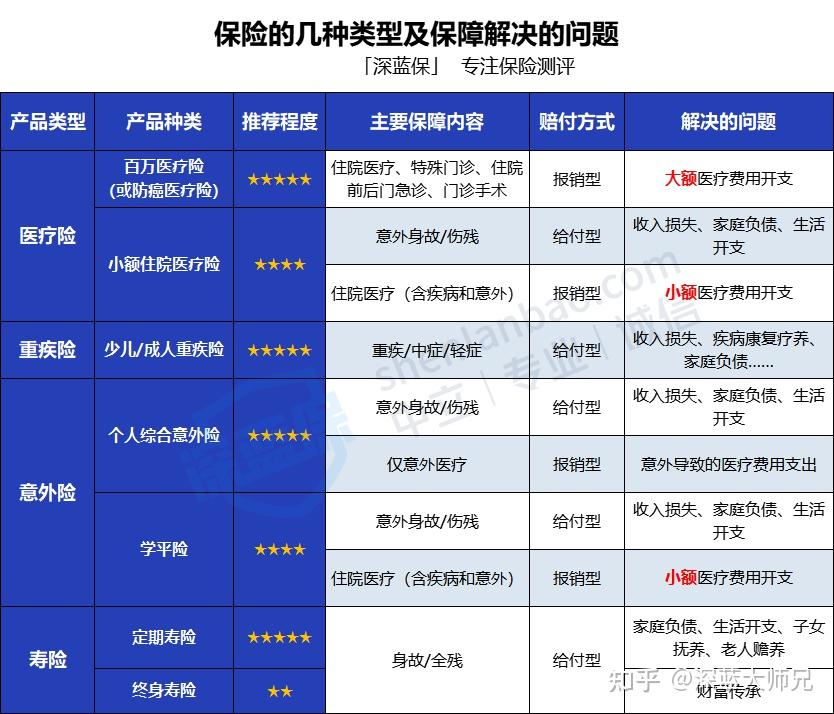 保险的几种类型及保障解决的问题
「深蓝保」 专注保险测评
产品类型 产品种类 推荐程度 主要保障内容 赔付方式 解决的问题
医疗险
百万医疗险
(或防癌医疗险)
★★★★★
住院医疗、特殊门诊、住院
前后门急诊、门诊手术
报销型
大额医疗费用开支
小额住院医疗险
★★★★
意外身故/伤残
给付型
收入损失、家庭负债、生活
开支
住院医疗（含疾病和意外）
报销型
小额医疗费用开支
重疾险
少儿/成人重疾险
★★★★★
重疾/中症/轻症
给付型
收入损失、疾病康复疗养、
家庭负债......
意外险
个人综合意外险
★★★★★
意外身故/伤残
给付型
收入损失、家庭负债、生活
开支
仅意外医疗
报销型
意外导致的医疗费用支出
学平险
★★★★
意外身故/伤残
给付型
收入损失、家庭负债、生活
开支
住院医疗（含疾病和意外）
报销型
小额医疗费用开支
寿险
定期寿险
★★★★★
身故/全残
给付型
家庭负债、生活开支、子女
抚养、老人赡养
终身寿险
★★
财富传承
深蓝保
shenlanbao.com
中立｜专业｜诚信
知乎 @深蓝大师兄